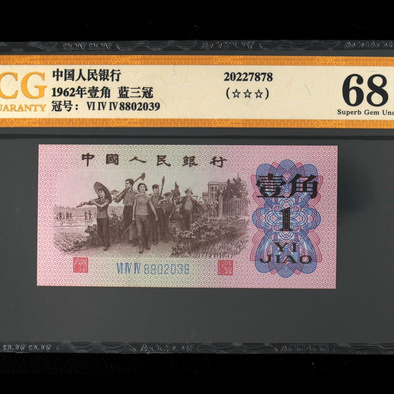 CG
UARANTY
中国人民银行
1962年壹角 蓝三冠
冠号: VI IV IV 8802039
20227878
(☆☆☆)
68
Superb Gem Unc
中國人民銀行
壹角
1
YI
JIAO
VI IV IV 8802039